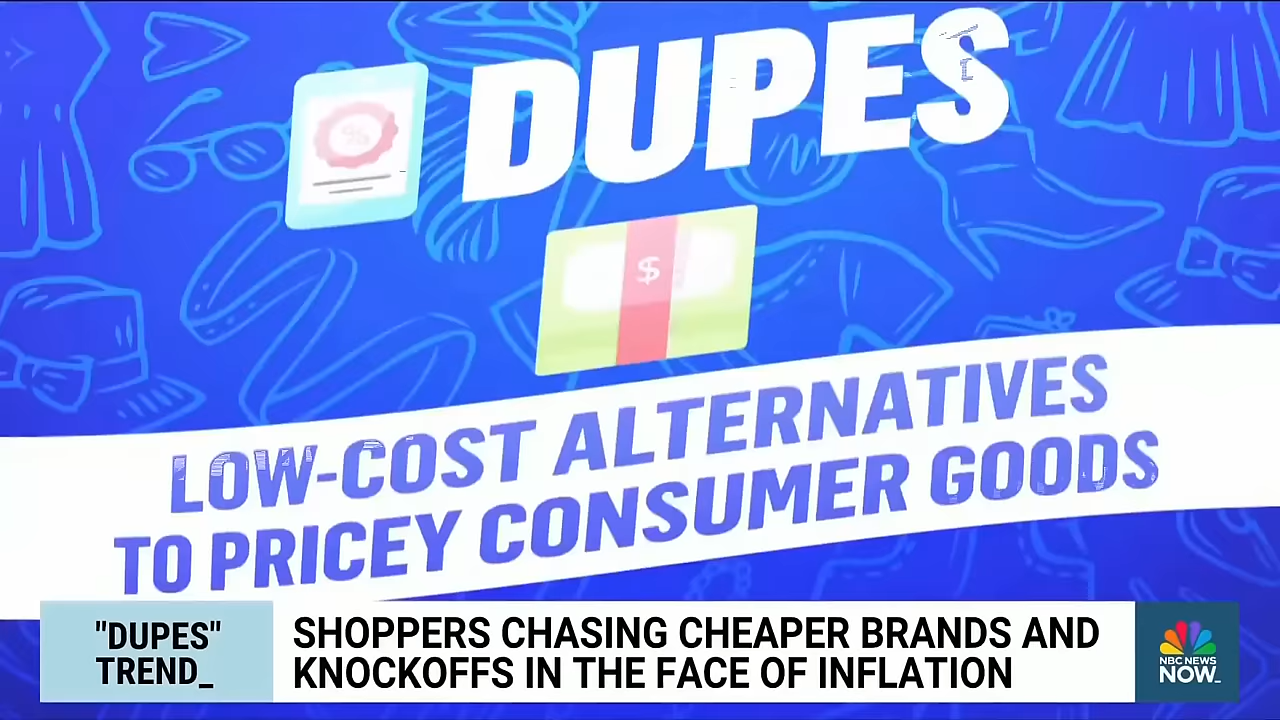 DUPES
%
$
LOW-COST ALTERNATIVES
TO PRICEY CONSUMER GOODS
"DUPES"
TREND_
SHOPPERS CHASING CHEAPER BRANDS AND
KNOCKOFFS IN THE FACE OF INFLATION
NBC NEWS
NOW_